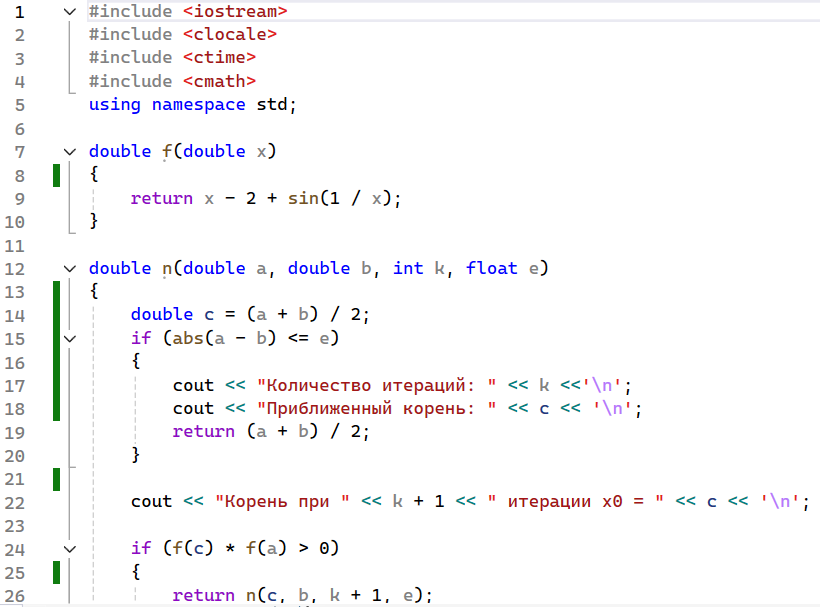 1 #include <iostream>
2 #include <clocale>
3 #include <ctime>
4 #include <cmath>
5 using namespace std;
6
7 double f(double x)
8 {
9 return x - 2 + sin(1 / x);
10 }
11
12 double n(double a, double b, int k, float e)
13 {
14 double c = (a + b) / 2;
15 if (abs(a - b) <= e)
16 {
17 cout << "Количество итераций: " << k <<'\n';
18 cout << "Приближенный корень: " << c << '\n';
19 return (a + b) / 2;
20 }
21
22 cout << "Корень при " << k + 1 << " итерации x0 = " << c << '\n';
23
24 if (f(c) * f(a) > 0)
25 {
26 return n(c, b, k + 1, e);